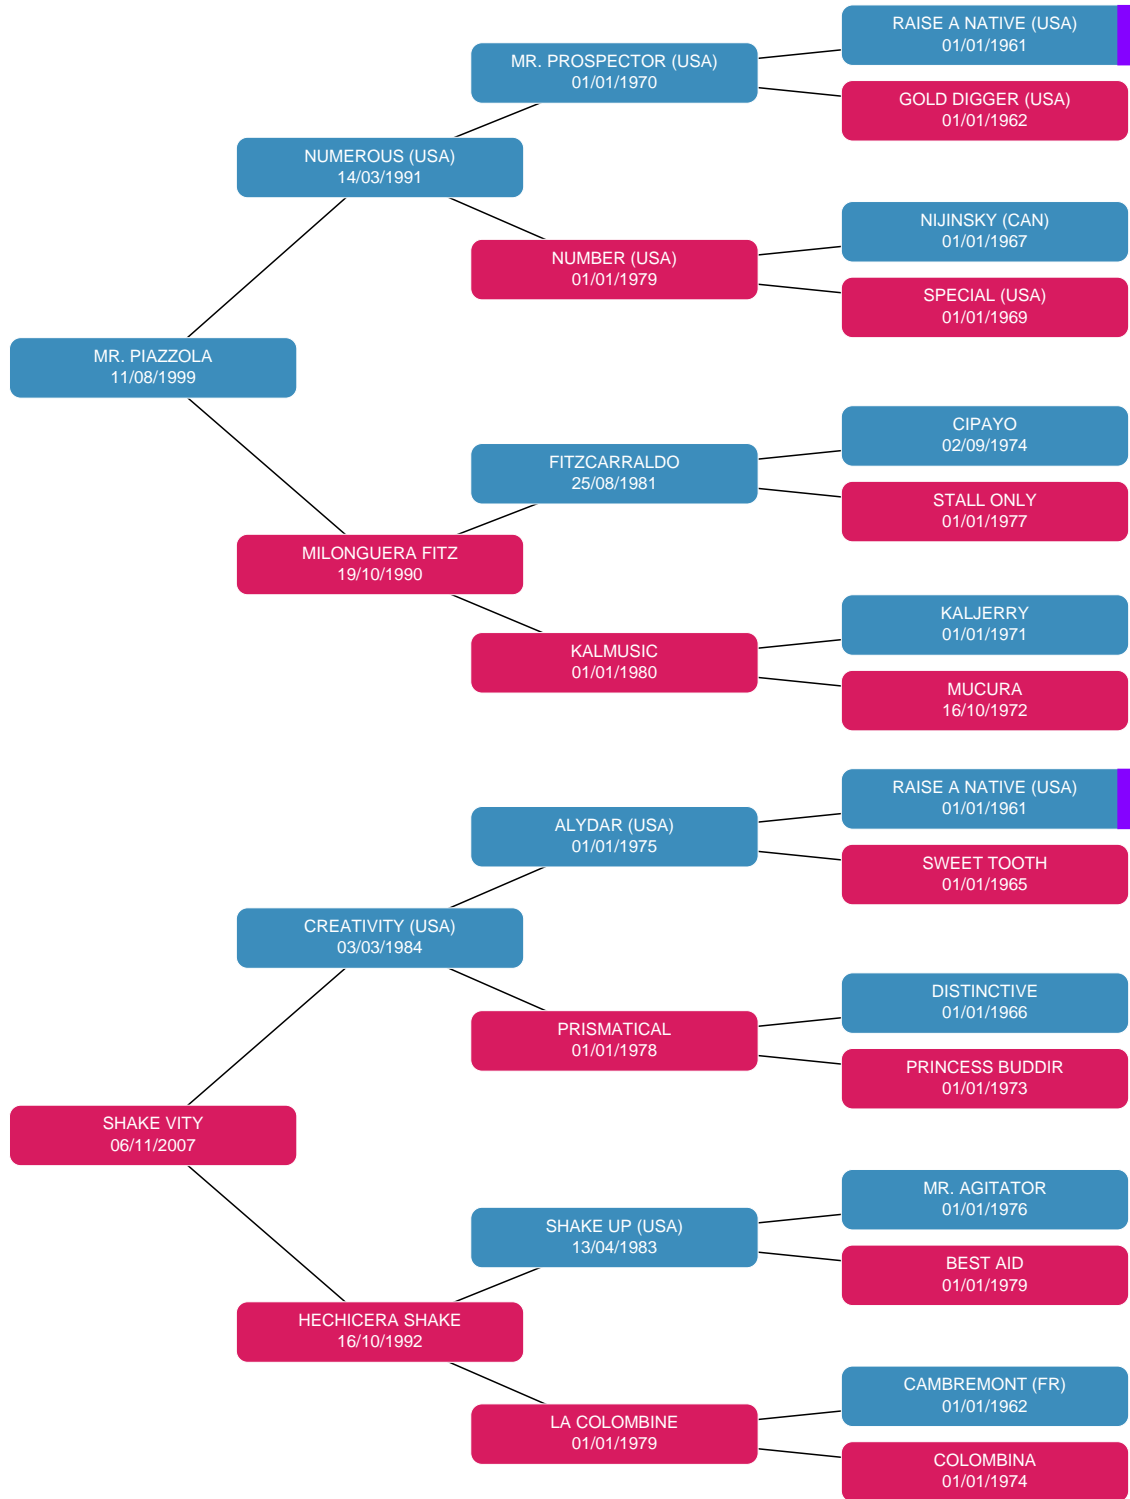 RAISE A NATIVE (USA)
01/01/1961
MR. PROSPECTOR (USA)
01/01/1970
GOLD DIGGER (USA)
01/01/1962
NUMEROUS (USA)
14/03/1991
NIJINSKY (CAN)
01/01/1967
NUMBER (USA)
01/01/1979
SPECIAL (USA)
01/01/1969
MR. PIAZZOLA
11/08/1999
CIPAYO
02/09/1974
FITZCARRALDO
25/08/1981
STALL ONLY
01/01/1977
MILONGUERA FITZ
19/10/1990
KALJERRY
01/01/1971
KALMUSIC
01/01/1980
MUCURA
16/10/1972
RAISE A NATIVE (USA)
01/01/1961
ALYDAR (USA)
01/01/1975
SWEET TOOTH
01/01/1965
CREATIVITY (USA)
03/03/1984
DISTINCTIVE
01/01/1966
PRISMATICAL
01/01/1978
PRINCESS BUDDIR
01/01/1973
SHAKE VITY
06/11/2007
MR. AGITATOR
01/01/1976
SHAKE UP (USA)
13/04/1983
BEST AID
01/01/1979
HECHICERA SHAKE
16/10/1992
CAMBREMONT (FR)
01/01/1962
LA COLOMBINE
01/01/1979
COLOMBINA
01/01/1974